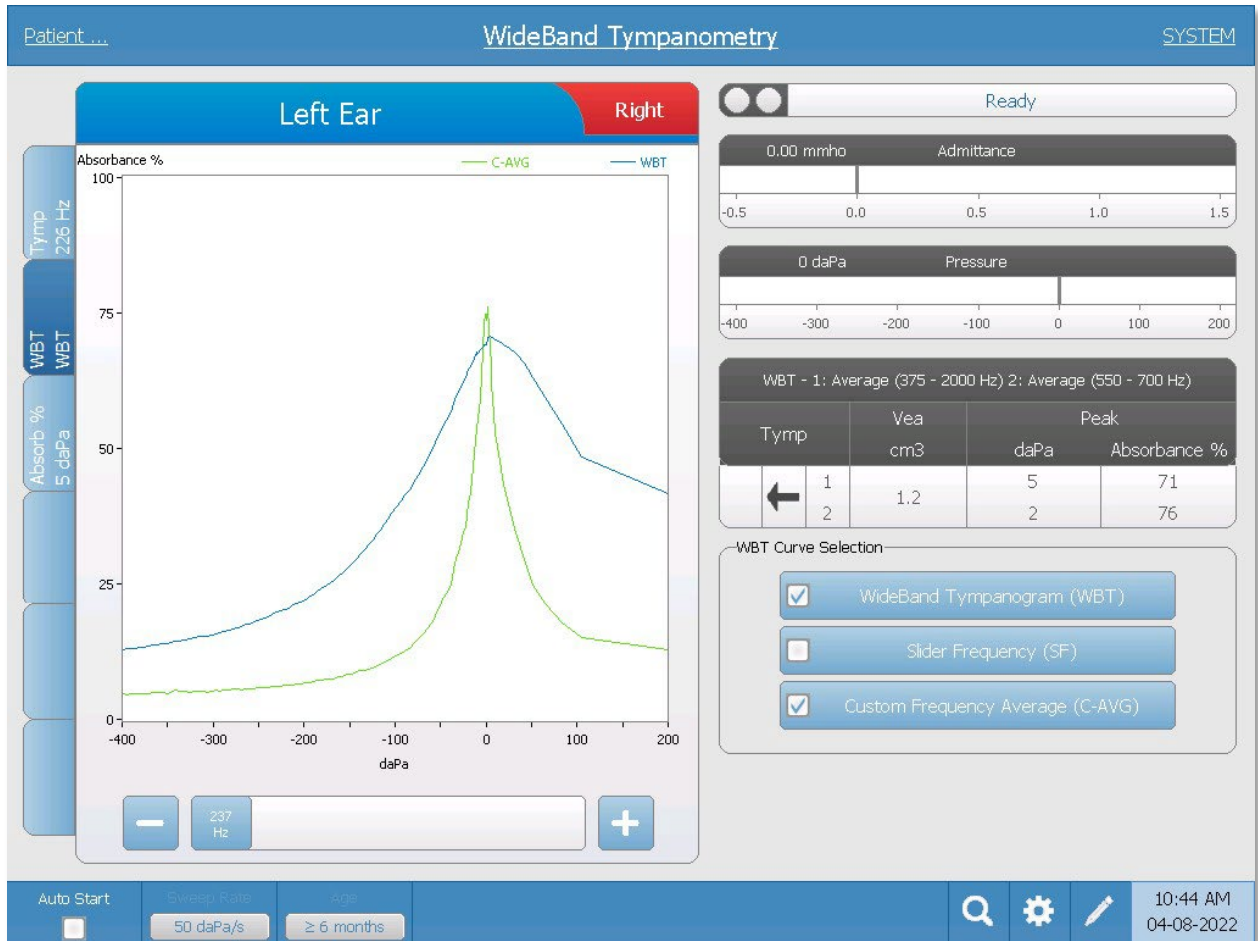 Patient ...
WideBand Tympanometry
SYSTEM
Left Ear
Right
Absorbance %
C-AVG
WBT
100
75
50
25
0
-400 -300 -200 -100 0 100 200
daPa
Tymp
226 Hz
WBT
WBT
Absorb %
5 daPa
237
Hz
Ready
0.00 mmho Admittance
-0.5 0.0 0.5 1.0 1.5
0 daPa Pressure
-400 -300 -200 -100 0 100 200
WBT - 1: Average (375 - 2000 Hz) 2: Average (550 - 700 Hz)
Tymp
Vea
cm3
Peak
daPa Absorbance %
1 1.2 5 71
2 2 76
WBT Curve Selection
WideBand Tympanogram (WBT)
Slider Frequency (SF)
Custom Frequency Average (C-AVG)
Auto Start
Sweep Rate
50 daPa/s
Age
≥ 6 months
10:44 AM
04-08-2022